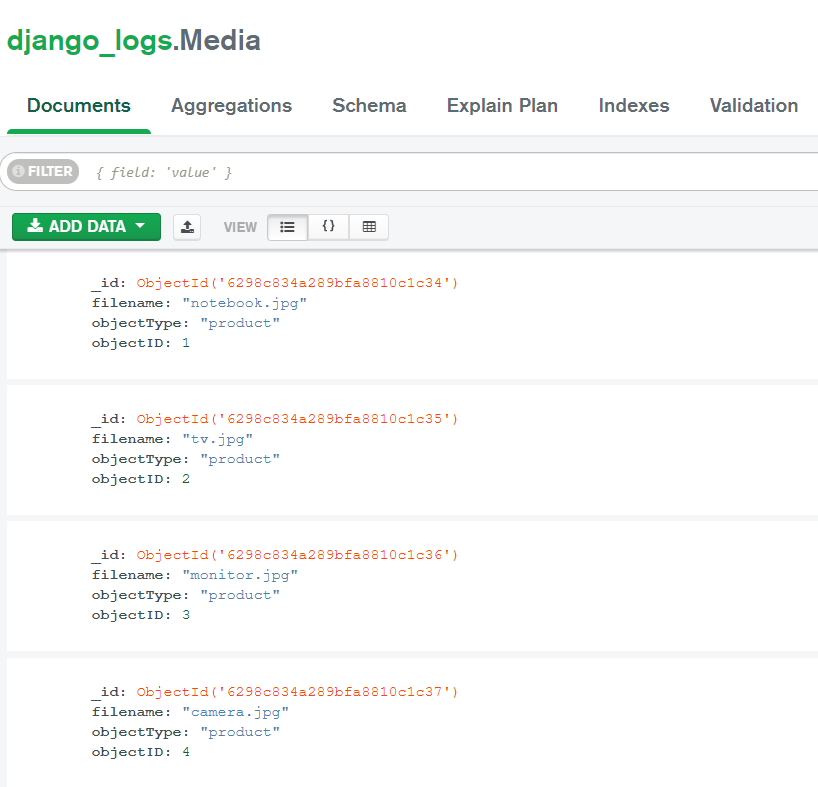 django_logs.Media
Documents Aggregations Schema Explain Plan Indexes Validation
FILTER { field: 'value' }
ADD DATA VIEW {}
_id: ObjectId('6298c834a289bfa8810c1c34')
filename: "notebook.jpg"
objectType: "product"
objectID: 1
_id: ObjectId('6298c834a289bfa8810c1c35')
filename: "tv.jpg"
objectType: "product"
objectID: 2
_id: ObjectId('6298c834a289bfa8810c1c36')
filename: "monitor.jpg"
objectType: "product"
objectID: 3
_id: ObjectId('6298c834a289bfa8810c1c37')
filename: "camera.jpg"
objectType: "product"
objectID: 4